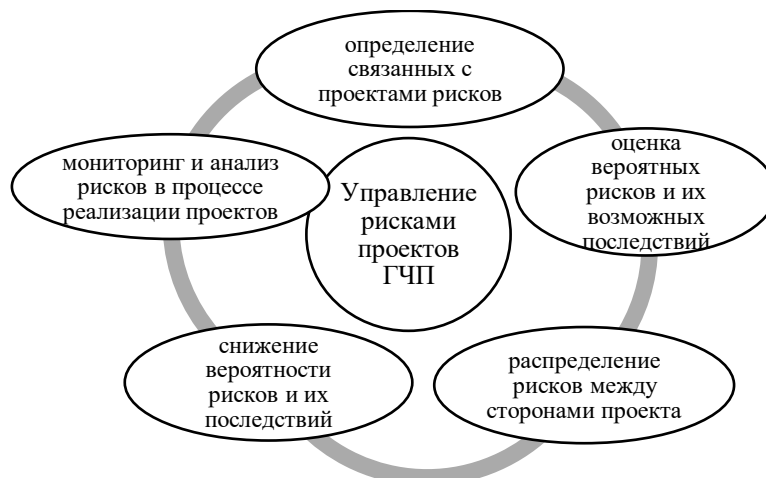 определение
связанных с
проектами рисков
оценка
вероятных
рисков и их
возможных
последствий
распределение
рисков между
сторонами проекта
снижение
вероятности
рисков и их
последствий
мониторинг и анализ
рисков в процессе
реализации проектов
Управление
рисками
проектов
ГЧП